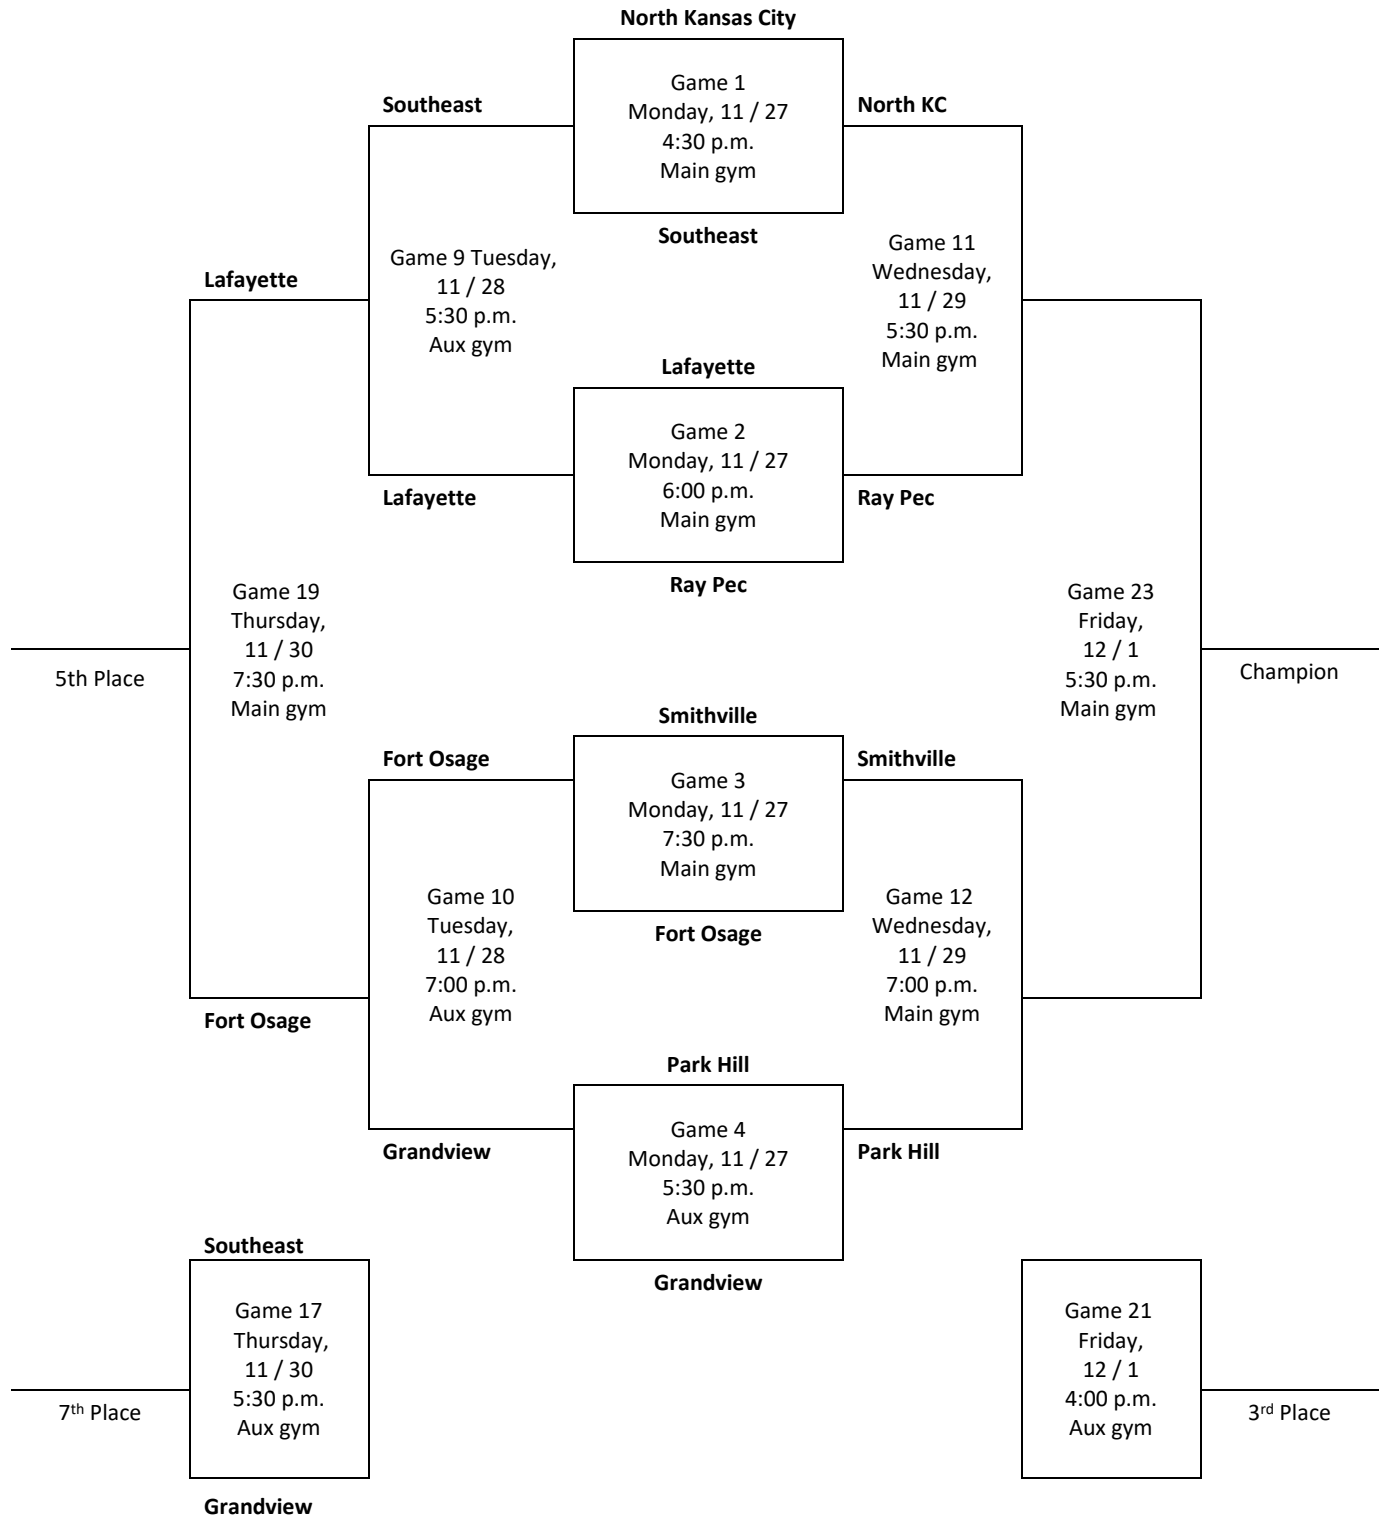 North Kansas City
Game 1
Monday, 11 / 27
4:30 p.m.
Main gym
Southeast
Southeast
North KC
Game 9 Tuesday,
11 / 28
5:30 p.m.
Aux gym
Game 11
Wednesday,
11 / 29
5:30 p.m.
Main gym
Lafayette
Lafayette
Game 2
Monday, 11 / 27
6:00 p.m.
Main gym
Ray Pec
Lafayette
Ray Pec
Game 19
Thursday,
11 / 30
7:30 p.m.
Main gym
5th Place
Game 23
Friday,
12 / 1
5:30 p.m.
Main gym
Champion
Smithville
Game 3
Monday, 11 / 27
7:30 p.m.
Main gym
Fort Osage
Fort Osage
Smithville
Game 10
Tuesday,
11 / 28
7:00 p.m.
Aux gym
Game 12
Wednesday,
11 / 29
7:00 p.m.
Main gym
Fort Osage
Park Hill
Game 4
Monday, 11 / 27
5:30 p.m.
Aux gym
Grandview
Grandview
Park Hill
Southeast
Game 17
Thursday,
11 / 30
5:30 p.m.
Aux gym
Grandview
7th Place
Game 21
Friday,
12 / 1
4:00 p.m.
Aux gym
3rd Place